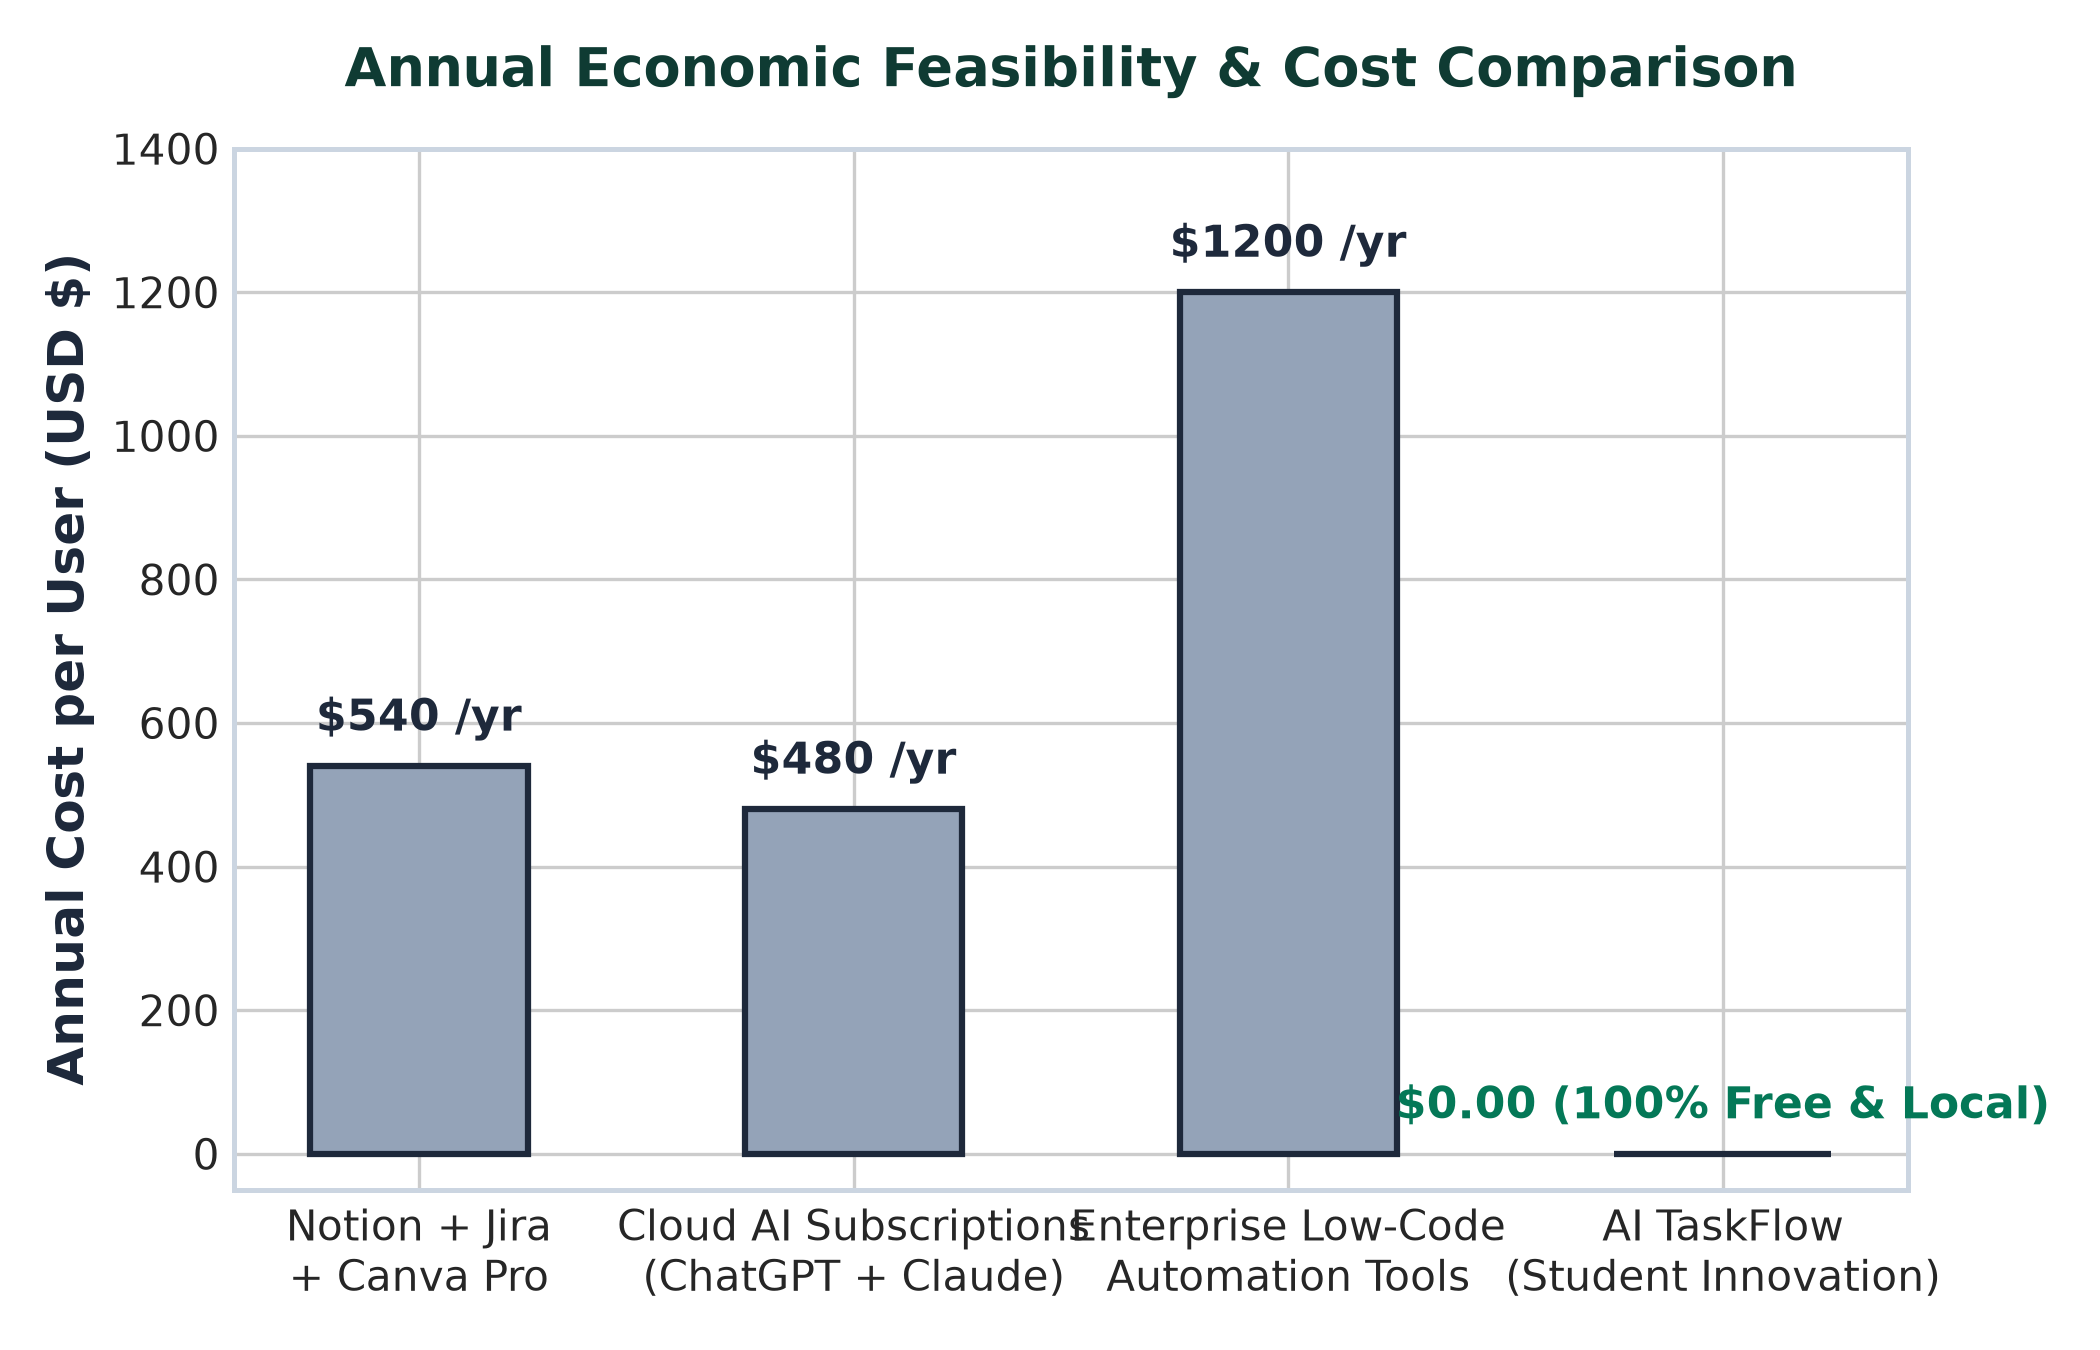 Annual Economic Feasibility & Cost Comparison
Annual Cost per User (USD $)
1400
1200
1000
800
600
400
200
0
$540 /yr
$480 /yr
$1200 /yr
$0.00 (100% Free & Local)
Notion + Jira
+ Canva Pro
Cloud AI Subscriptions
(ChatGPT + Claude)
Enterprise Low-Code
Automation Tools
AI TaskFlow
(Student Innovation)